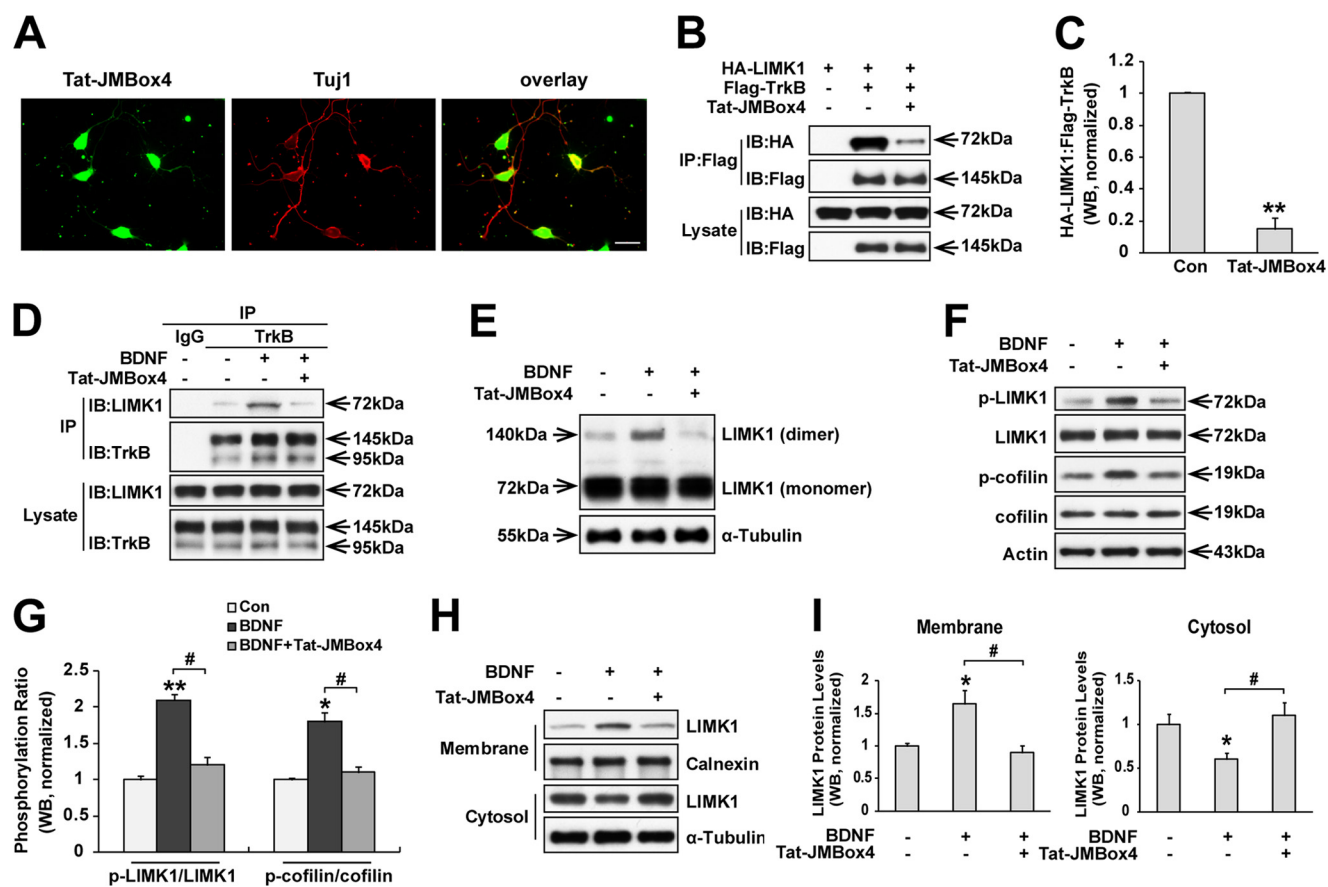 A
Tat-JMBox4 Tuj1 overlay
B
HA-LIMK1 + + +
Flag-TrkB - + +
Tat-JMBox4 - - +
IP:Flag
IB:HA 72kDa
IB:Flag 145kDa
Lysate
IB:HA 72kDa
IB:Flag 145kDa
C
HA-LIMK1:Flag-TrkB
(WB, normalized)
1.2
1
0.8
0.6
0.4
0.2
0
**
Con Tat-JMBox4
D
IP
IgG TrkB
BDNF - - + +
Tat-JMBox4 - - - +
IP
IB:LIMK1 72kDa
IB:TrkB 145kDa
95kDa
Lysate
IB:LIMK1 72kDa
IB:TrkB 145kDa
95kDa
E
BDNF - + +
Tat-JMBox4 - - +
140kDa LIMK1 (dimer)
72kDa LIMK1 (monomer)
55kDa α-Tubulin
F
BDNF - + +
Tat-JMBox4 - - +
p-LIMK1 72kDa
LIMK1 72kDa
p-cofilin 19kDa
cofilin 19kDa
Actin 43kDa
G
Con
BDNF
BDNF+Tat-JMBox4
Phosphorylation Ratio
(WB, normalized)
2.5
2
1.5
1
0.5
0
# **
# *
p-LIMK1/LIMK1 p-cofilin/cofilin
H
BDNF - + +
Tat-JMBox4 - - +
Membrane
LIMK1
Calnexin
Cytosol
LIMK1
α-Tubulin
I
Membrane
LIMK1 Protein Levels
(WB, normalized)
2
1.5
1
0.5
0
#
*
BDNF - + +
Tat-JMBox4 - - +
Cytosol
LIMK1 Protein Levels
(WB, normalized)
1.5
1
0.5
0
#
*
BDNF - + +
Tat-JMBox4 - - +